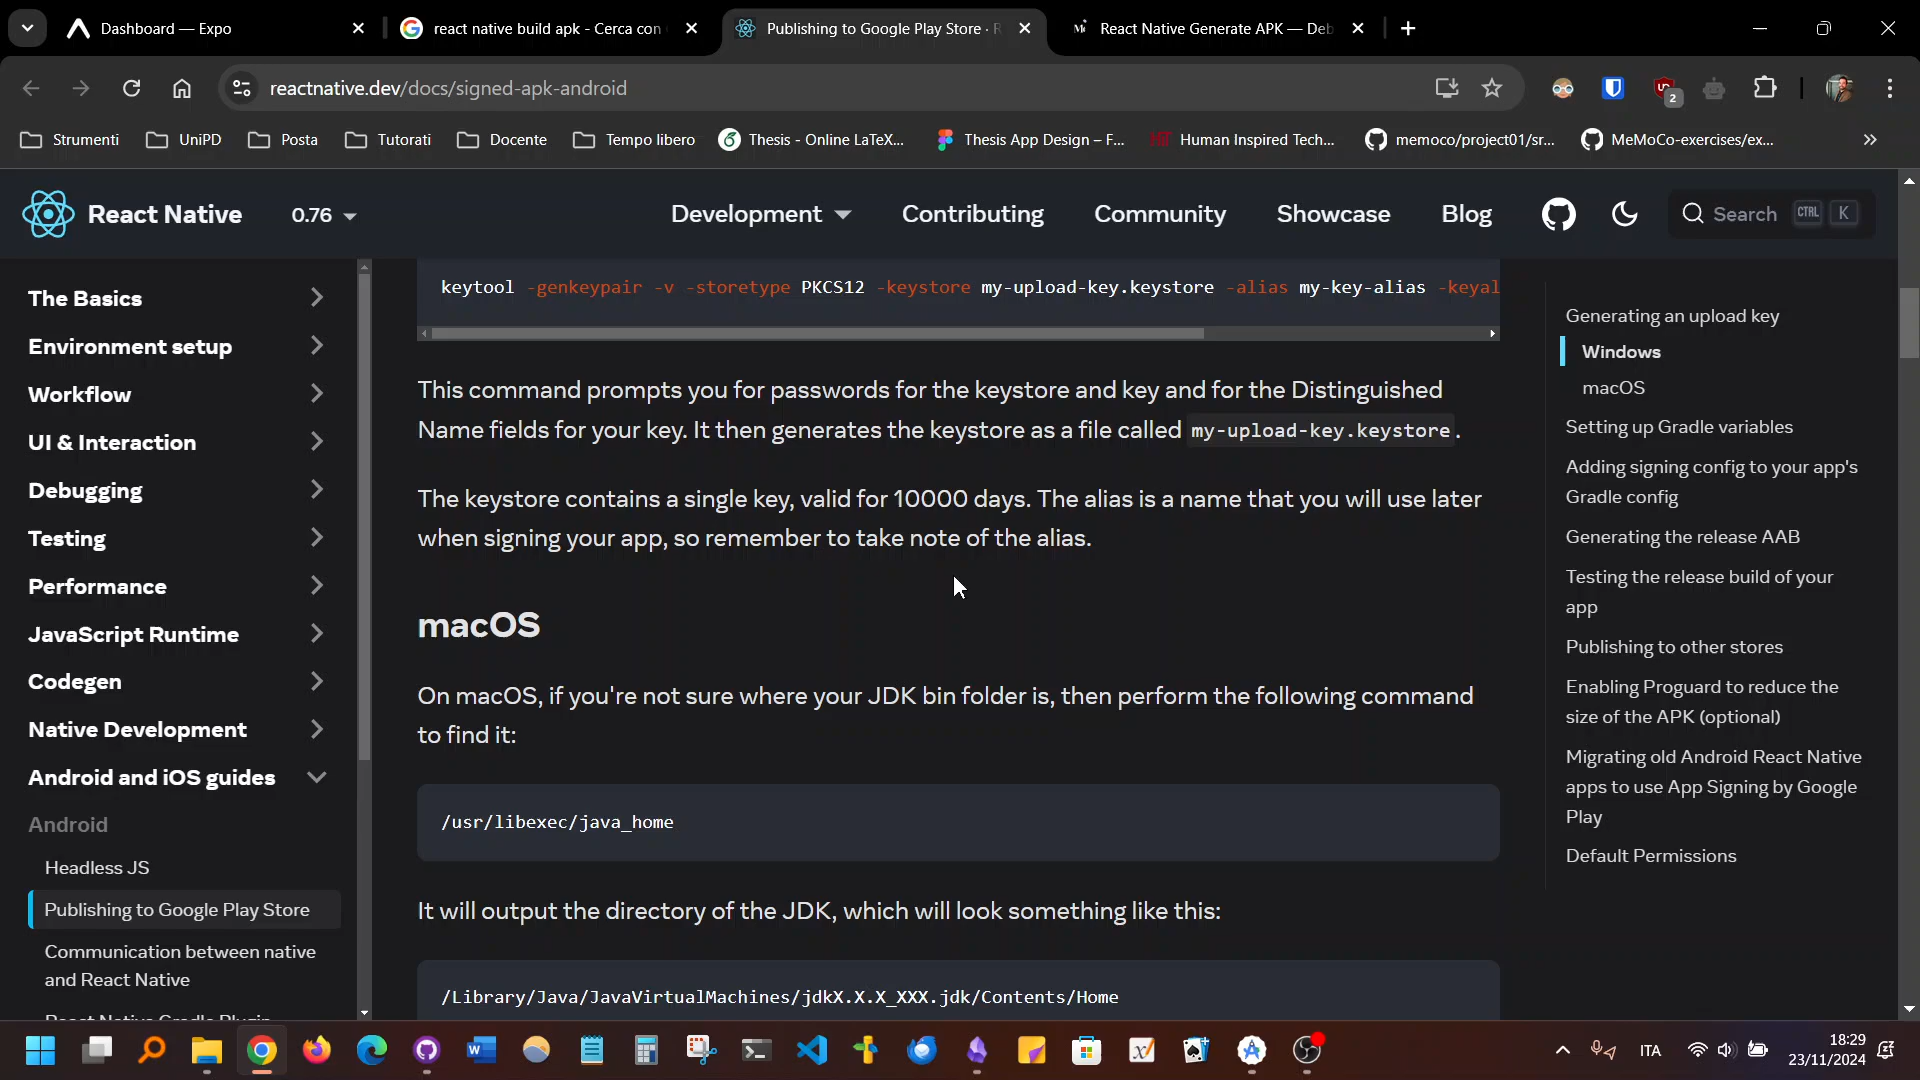 Dashboard — Expo
react native build apk - Cerca con
Publishing to Google Play Store · R
React Native Generate APK — Deb
reactnative.dev/docs/signed-apk-android
2
Strumenti
UniPD
Posta
Tutorati
Docente
Tempo libero
Thesis - Online LaTeX...
Thesis App Design – F...
Human Inspired Tech...
memoco/project01/sr...
MeMoCo-exercises/ex...
React Native
0.76
Development
Contributing
Community
Showcase
Blog
Search
CTRL
K
The Basics
Environment setup
Workflow
UI & Interaction
Debugging
Testing
Performance
JavaScript Runtime
Codegen
Native Development
Android and iOS guides
Android
Headless JS
Publishing to Google Play Store
Communication between native
and React Native
React Native Gradle Plugin
keytool -genkeypair -v -storetype PKCS12 -keystore my-upload-key.keystore -alias my-key-alias -keyal
This command prompts you for passwords for the keystore and key and for the Distinguished
Name fields for your key. It then generates the keystore as a file called my-upload-key.keystore.
The keystore contains a single key, valid for 10000 days. The alias is a name that you will use later
when signing your app, so remember to take note of the alias.
macOS
On macOS, if you're not sure where your JDK bin folder is, then perform the following command
to find it:
/usr/libexec/java_home
It will output the directory of the JDK, which will look something like this:
/Library/Java/JavaVirtualMachines/jdkX.X.X_XXX.jdk/Contents/Home
Generating an upload key
Windows
macOS
Setting up Gradle variables
Adding signing config to your app's
Gradle config
Generating the release AAB
Testing the release build of your
app
Publishing to other stores
Enabling Proguard to reduce the
size of the APK (optional)
Migrating old Android React Native
apps to use App Signing by Google
Play
Default Permissions
ITA
18:29
23/11/2024